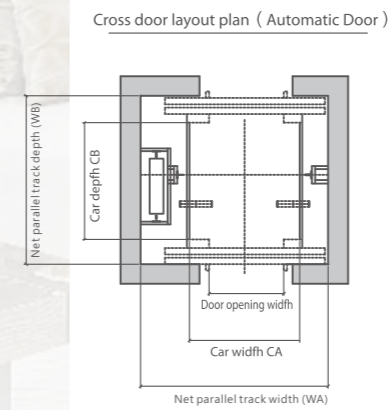 Cross door layout plan ( Automatic Door )
Net parallel track depth (WB)
Car depfh CB
Door opening widfh
Car widfh CA
Net parallel track width (WA)